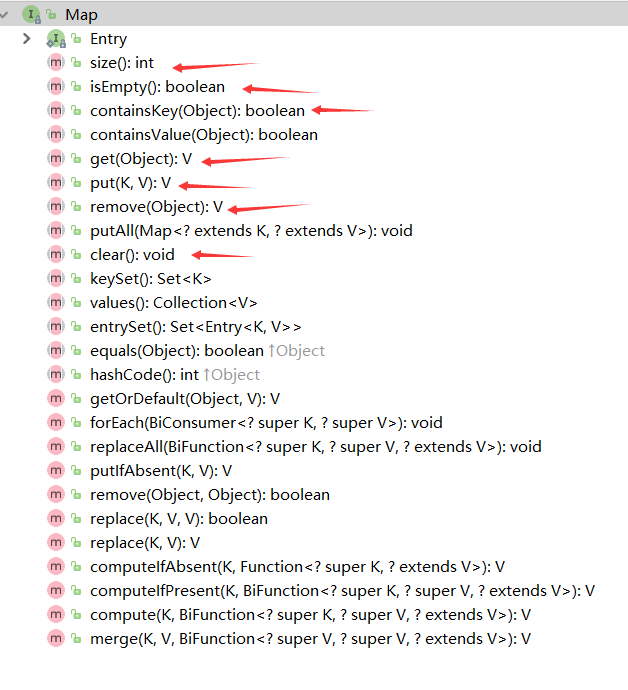 Map
Entry
size(): int
isEmpty(): boolean
containsKey(Object): boolean
containsValue(Object): boolean
get(Object): V
put(K, V): V
remove(Object): V
putAll(Map<? extends K, ? extends V>): void
clear(): void
keySet(): Set<K>
values(): Collection<V>
entrySet(): Set<Entry<K, V>>
equals(Object): boolean ↑Object
hashCode(): int ↑Object
getOrDefault(Object, V): V
forEach(BiConsumer<? super K, ? super V>): void
replaceAll(BiFunction<? super K, ? super V, ? extends V>): void
putIfAbsent(K, V): V
remove(Object, Object): boolean
replace(K, V, V): boolean
replace(K, V): V
computeIfAbsent(K, Function<? super K, ? extends V>): V
computeIfPresent(K, BiFunction<? super K, ? super V, ? extends V>): V
compute(K, BiFunction<? super K, ? super V, ? extends V>): V
merge(K, V, BiFunction<? super V, ? super V, ? extends V>): V